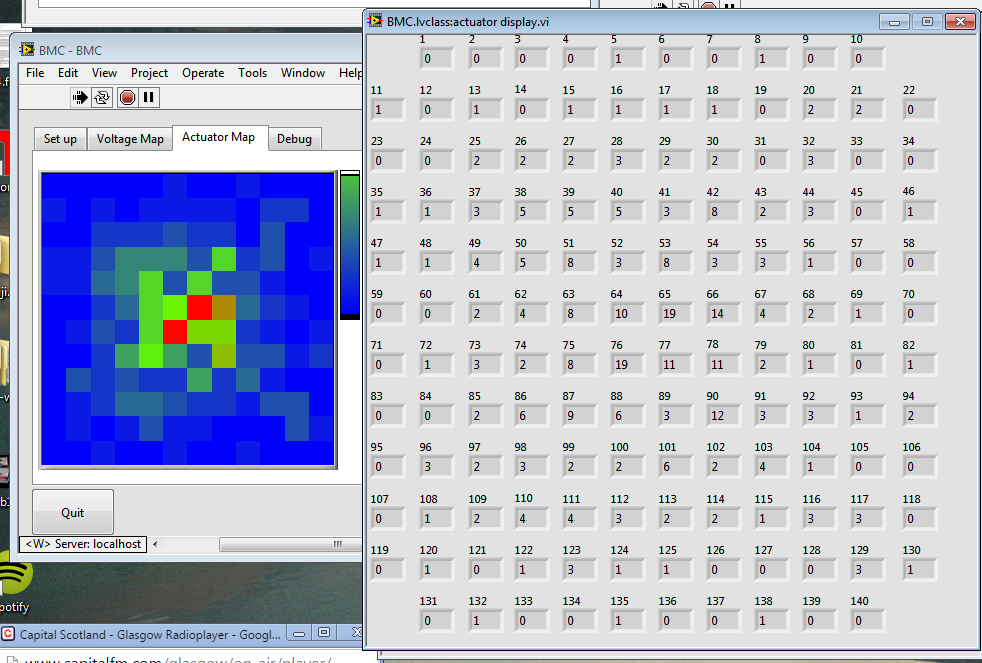 BMC.lvclass:actuator display.vi
BMC - BMC
File Edit View Project Operate Tools Window Help
Set up Voltage Map Actuator Map Debug
Quit
<W> Server: localhost
potify
Capital Scotland - Glasgow Radioplayer - Googl...
www.capitalfm.com/glasgow/on-air/player/
1 2 3 4 5 6 7 8 9 10
0 0 0 0 1 0 0 1 0 0
11 12 13 14 15 16 17 18 19 20 21 22
1 0 1 0 1 1 1 1 0 2 2 0
23 24 25 26 27 28 29 30 31 32 33 34
0 0 2 2 2 3 2 2 0 3 0 0
35 36 37 38 39 40 41 42 43 44 45 46
1 1 3 5 5 5 3 8 2 3 0 1
47 48 49 50 51 52 53 54 55 56 57 58
1 1 4 5 8 3 8 3 3 1 0 0
59 60 61 62 63 64 65 66 67 68 69 70
0 0 2 4 8 10 19 14 4 2 1 0
71 72 73 74 75 76 77 78 79 80 81 82
0 1 3 2 8 19 11 11 2 1 0 1
83 84 85 86 87 88 89 90 91 92 93 94
0 0 2 6 9 6 3 12 3 3 1 2
95 96 97 98 99 100 101 102 103 104 105 106
0 3 2 3 2 2 6 2 4 1 0 0
107 108 109 110 111 112 113 114 115 116 117 118
0 1 2 4 4 3 2 2 1 3 3 0
119 120 121 122 123 124 125 126 127 128 129 130
0 1 0 1 3 1 1 0 0 0 3 1
131 132 133 134 135 136 137 138 139 140
0 1 0 0 1 0 0 1 0 0